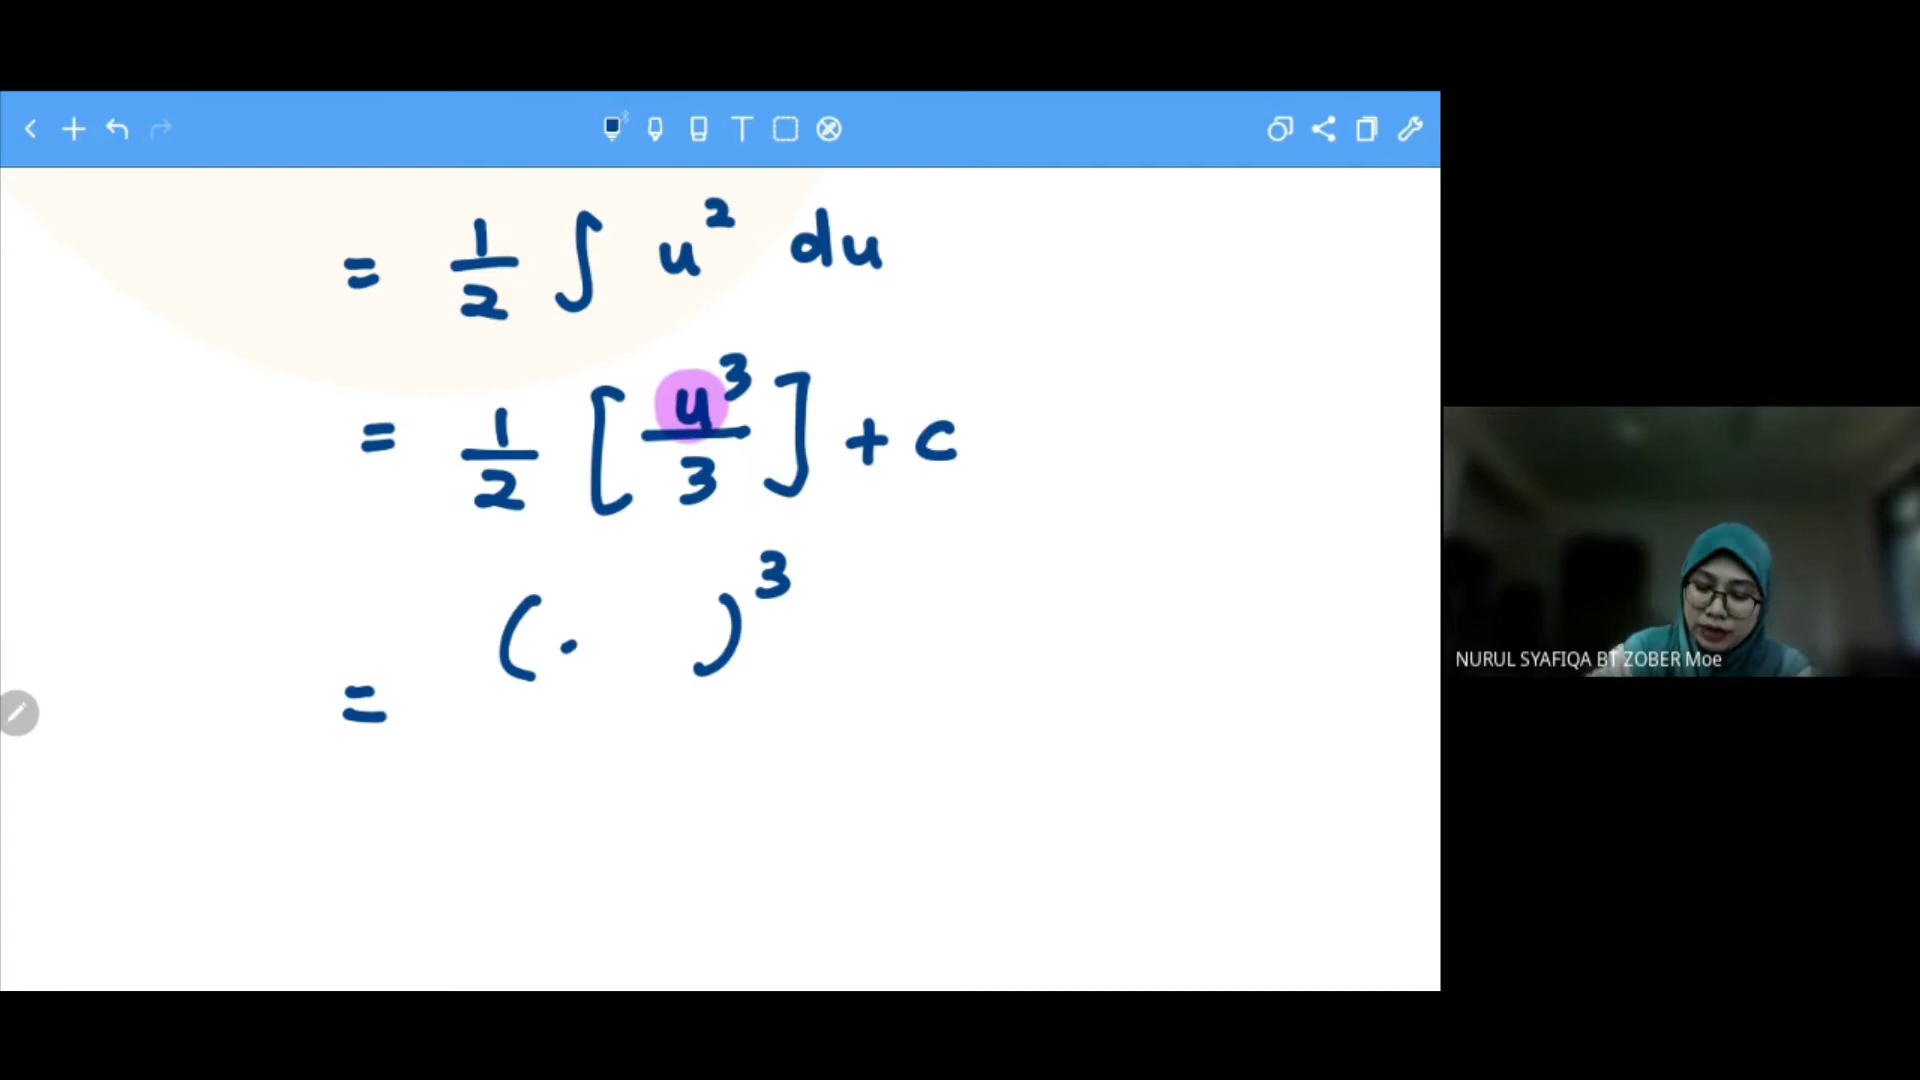 = 1/2 ∫ u² du
= 1/2 [u³/3] + c
= (.   )³
NURUL SYAFIQA BT ZOBER Moe